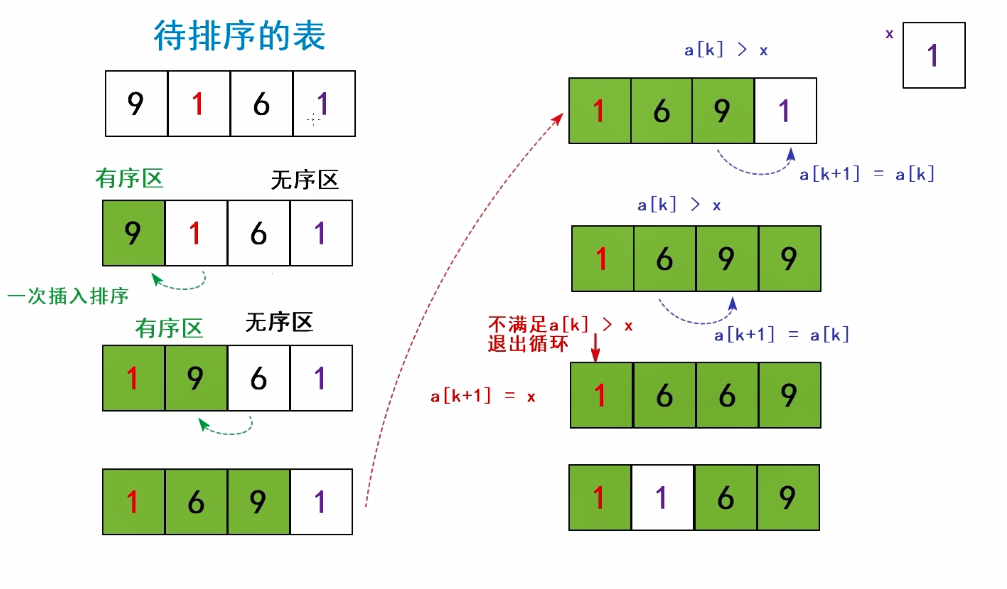 待排序的表
9 1 6 1
有序区 无序区
9 1 6 1
一次插入排序
有序区 无序区
1 9 6 1
1 6 9 1
x 1
a[k] > x
1 6 9 1
a[k+1] = a[k]
a[k] > x
1 6 9 9
a[k+1] = a[k]
不满足a[k] > x
退出循环
a[k+1] = x
1 6 6 9
1 1 6 9